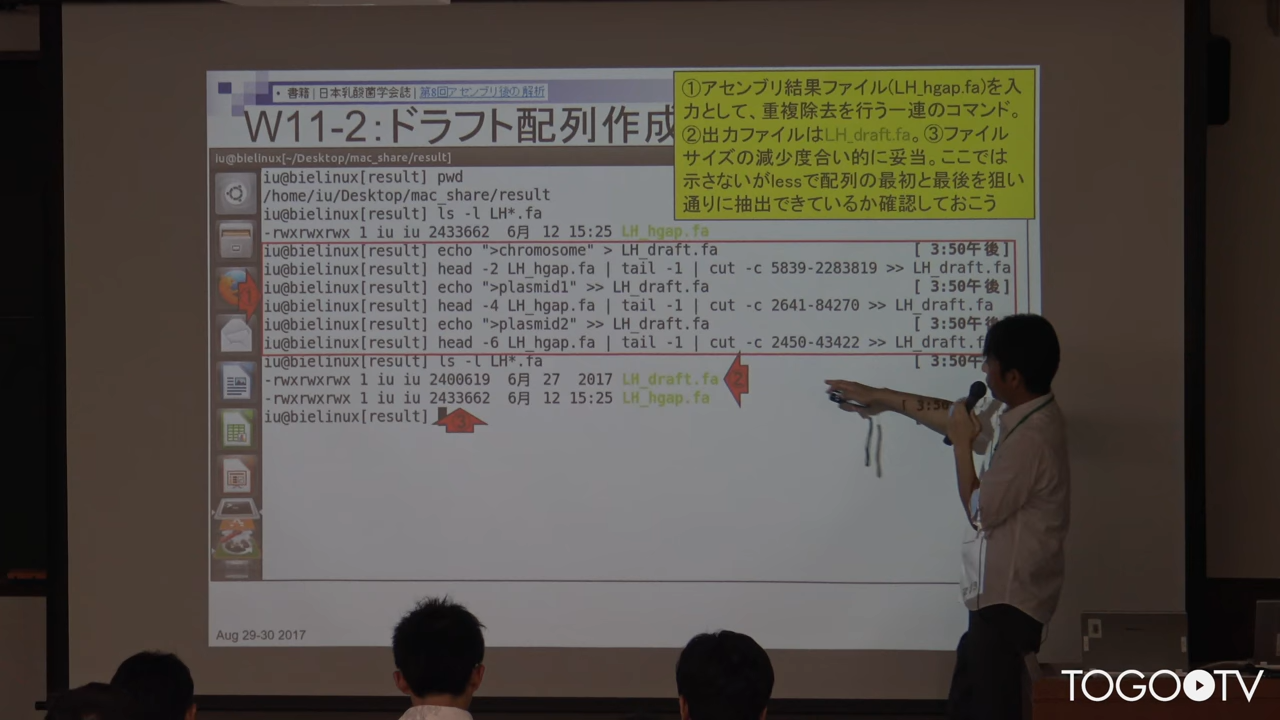 • 書籍 | 日本乳酸菌学会誌 | 第8回アセンブリ後の解析
W11-2：ドラフト配列作成
①アセンブリ結果ファイル(LH_hgap.fa)を入
力として、重複除去を行う一連のコマンド。
②出力ファイルはLH_draft.fa。③ファイル
サイズの減少度合い的に妥当。ここでは
示さないがlessで配列の最初と最後を狙い
通りに抽出できているか確認しておこう
iu@bielinux[~/Desktop/mac_share/result]
iu@bielinux[result] pwd
/home/iu/Desktop/mac_share/result
iu@bielinux[result] ls -l LH*.fa
-rwxrwxrwx 1 iu iu 2433662 6月 12 15:25 LH_hgap.fa
iu@bielinux[result] echo ">chromosome" > LH_draft.fa [ 3:50午後]
iu@bielinux[result] head -2 LH_hgap.fa | tail -1 | cut -c 5839-2283819 >> LH_draft.fa
iu@bielinux[result] echo ">plasmid1" >> LH_draft.fa [ 3:50午後]
iu@bielinux[result] head -4 LH_hgap.fa | tail -1 | cut -c 2641-84270 >> LH_draft.fa
iu@bielinux[result] echo ">plasmid2" >> LH_draft.fa [ 3:50午
iu@bielinux[result] head -6 LH_hgap.fa | tail -1 | cut -c 2450-43422 >> LH_draft.f
iu@bielinux[result] ls -l LH*.fa [ 3:50午
-rwxrwxrwx 1 iu iu 2400619 6月 27 2017 LH_draft.fa
-rwxrwxrwx 1 iu iu 2433662 6月 12 15:25 LH_hgap.fa
iu@bielinux[result] [ 3:50
①
②
③
Aug 29-30 2017
TOGOTV